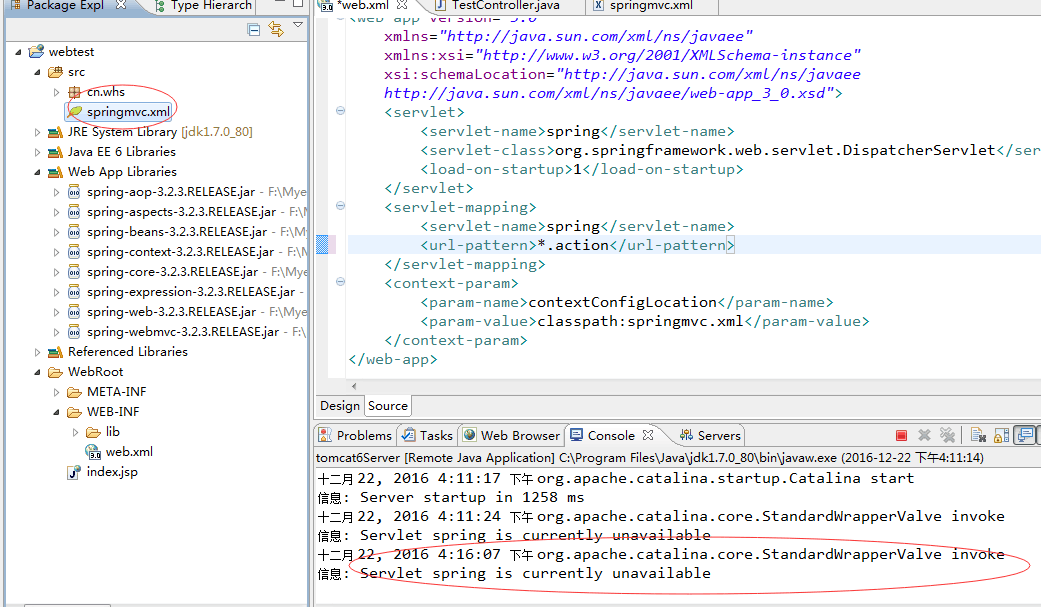 Package Expl
Type Hierarch
webtest
src
cn.whs
springmvc.xml
JRE System Library [jdk1.7.0_80]
Java EE 6 Libraries
Web App Libraries
spring-aop-3.2.3.RELEASE.jar - F:\Mye
spring-aspects-3.2.3.RELEASE.jar - F:\
spring-beans-3.2.3.RELEASE.jar - F:\M
spring-context-3.2.3.RELEASE.jar - F:\
spring-core-3.2.3.RELEASE.jar - F:\My
spring-expression-3.2.3.RELEASE.jar -
spring-web-3.2.3.RELEASE.jar - F:\My
spring-webmvc-3.2.3.RELEASE.jar - F:
Referenced Libraries
WebRoot
META-INF
WEB-INF
lib
web.xml
index.jsp
*web.xml
TestController.java
springmvc.xml
<web-app version="3.0"
xmlns="http://java.sun.com/xml/ns/javaee"
xmlns:xsi="http://www.w3.org/2001/XMLSchema-instance"
xsi:schemaLocation="http://java.sun.com/xml/ns/javaee
http://java.sun.com/xml/ns/javaee/web-app_3_0.xsd">
<servlet>
<servlet-name>spring</servlet-name>
<servlet-class>org.springframework.web.servlet.DispatcherServlet</ser
<load-on-startup>1</load-on-startup>
</servlet>
<servlet-mapping>
<servlet-name>spring</servlet-name>
<url-pattern>*.action</url-pattern>
</servlet-mapping>
<context-param>
<param-name>contextConfigLocation</param-name>
<param-value>classpath:springmvc.xml</param-value>
</context-param>
</web-app>
Design Source
Problems Tasks Web Browser Console Servers
tomcat6Server [Remote Java Application] C:\Program Files\Java\jdk1.7.0_80\bin\javaw.exe (2016-12-22 下午4:11:14)
十二月 22, 2016 4:11:17 下午 org.apache.catalina.startup.Catalina start
信息: Server startup in 1258 ms
十二月 22, 2016 4:11:24 下午 org.apache.catalina.core.StandardWrapperValve invoke
信息: Servlet spring is currently unavailable
十二月 22, 2016 4:16:07 下午 org.apache.catalina.core.StandardWrapperValve invoke
信息: Servlet spring is currently unavailable